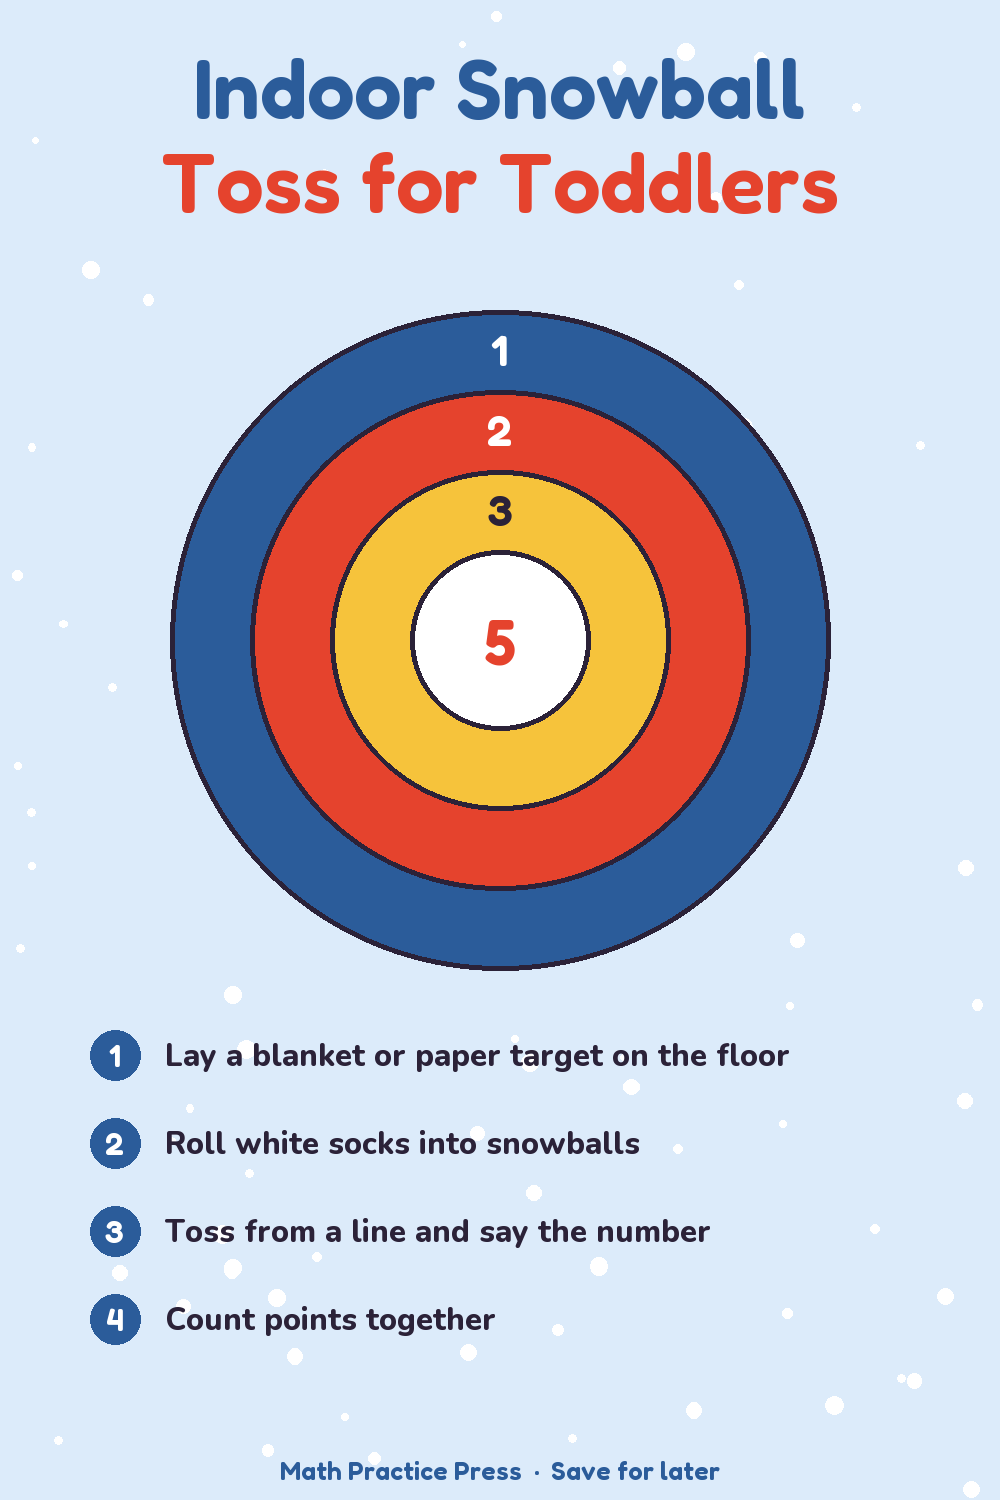 Indoor Snowball
Toss for Toddlers
1
2
3
5
1 Lay a blanket or paper target on the floor
2 Roll white socks into snowballs
3 Toss from a line and say the number
4 Count points together
Math Practice Press · Save for later